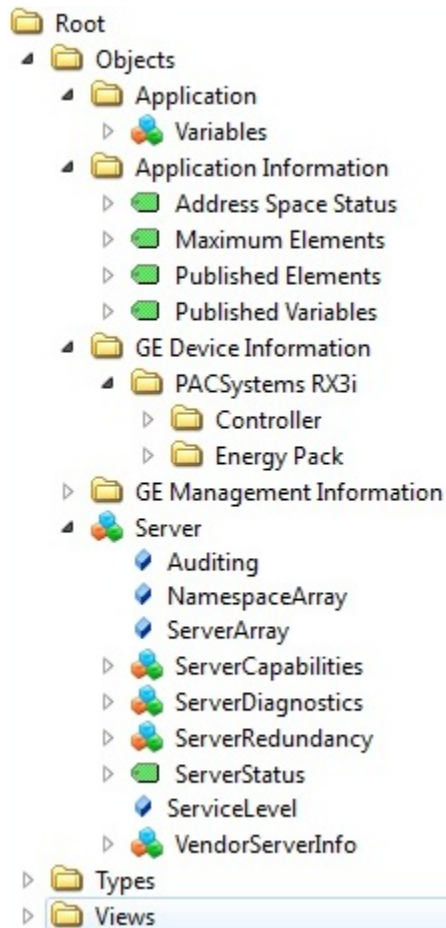 Root
Objects
Application
Variables
Application Information
Address Space Status
Maximum Elements
Published Elements
Published Variables
GE Device Information
PACSystems RX3i
Controller
Energy Pack
GE Management Information
Server
Auditing
NamespaceArray
ServerArray
ServerCapabilities
ServerDiagnostics
ServerRedundancy
ServerStatus
ServiceLevel
VendorServerInfo
Types
Views